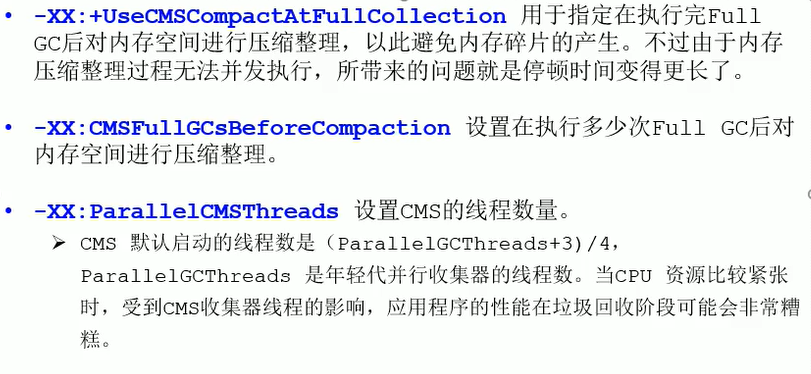 • -XX:+UseCMSCompactAtFullCollection 用于指定在执行完Full
GC后对内存空间进行压缩整理，以此避免内存碎片的产生。不过由于内存
压缩整理过程无法并发执行，所带来的问题就是停顿时间变得更长了。
• -XX:CMSFullGCsBeforeCompaction 设置在执行多少次Full GC后对
内存空间进行压缩整理。
• -XX:ParallelCMSThreads 设置CMS的线程数量。
➢ CMS 默认启动的线程数是（ParallelGCThreads+3)/4，
ParallelGCThreads 是年轻代并行收集器的线程数。当CPU 资源比较紧张
时，受到CMS收集器线程的影响，应用程序的性能在垃圾回收阶段可能会非常糟
糕。